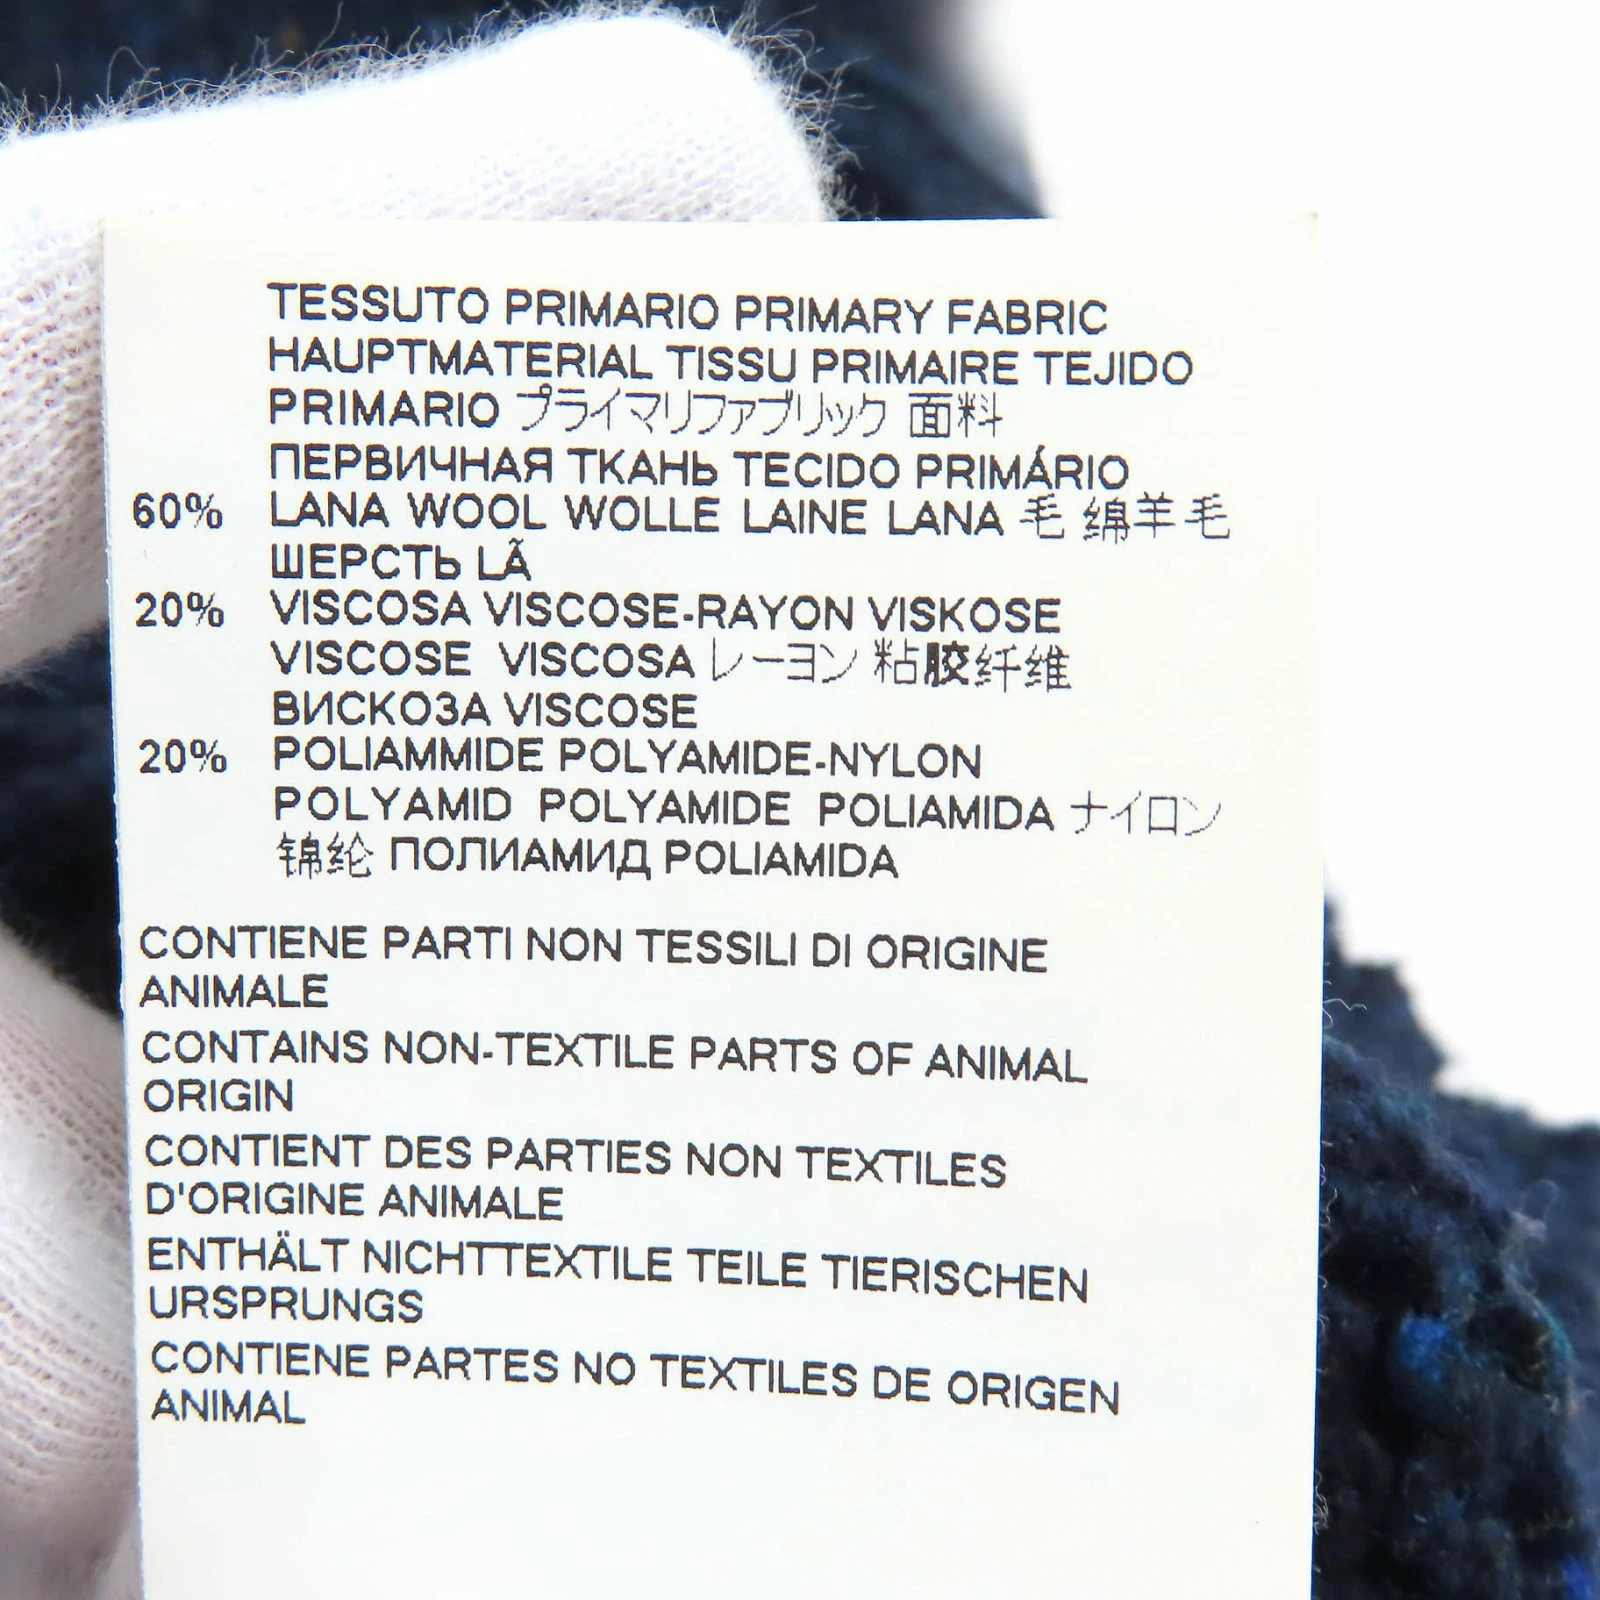 TESSUTO PRIMARIO PRIMARY FABRIC
HAUPTMATERIAL TISSU PRIMAIRE TEJIDO
PRIMARIO プライマリファブリック 面料
ПЕРВИЧНАЯ ТКАНЬ TECIDO PRIMÁRIO
60% LANA WOOL WOLLE LAINE LANA 毛 绵羊毛
ШЕРСТЬ LÃ
20% VISCOSA VISCOSE-RAYON VISKOSE
VISCOSE VISCOSA レーヨン 粘胶纤维
ВИСКОЗА VISCOSE
20% POLIAMMIDE POLYAMIDE-NYLON
POLYAMID POLYAMIDE POLIAMIDA ナイロン
锦纶 ПОЛИАМИД POLIAMIDA
CONTIENE PARTI NON TESSILI DI ORIGINE
ANIMALE
CONTAINS NON-TEXTILE PARTS OF ANIMAL
ORIGIN
CONTIENT DES PARTIES NON TEXTILES
D'ORIGINE ANIMALE
ENTHÄLT NICHTTEXTILE TEILE TIERISCHEN
URSPRUNGS
CONTIENE PARTES NO TEXTILES DE ORIGEN
ANIMAL